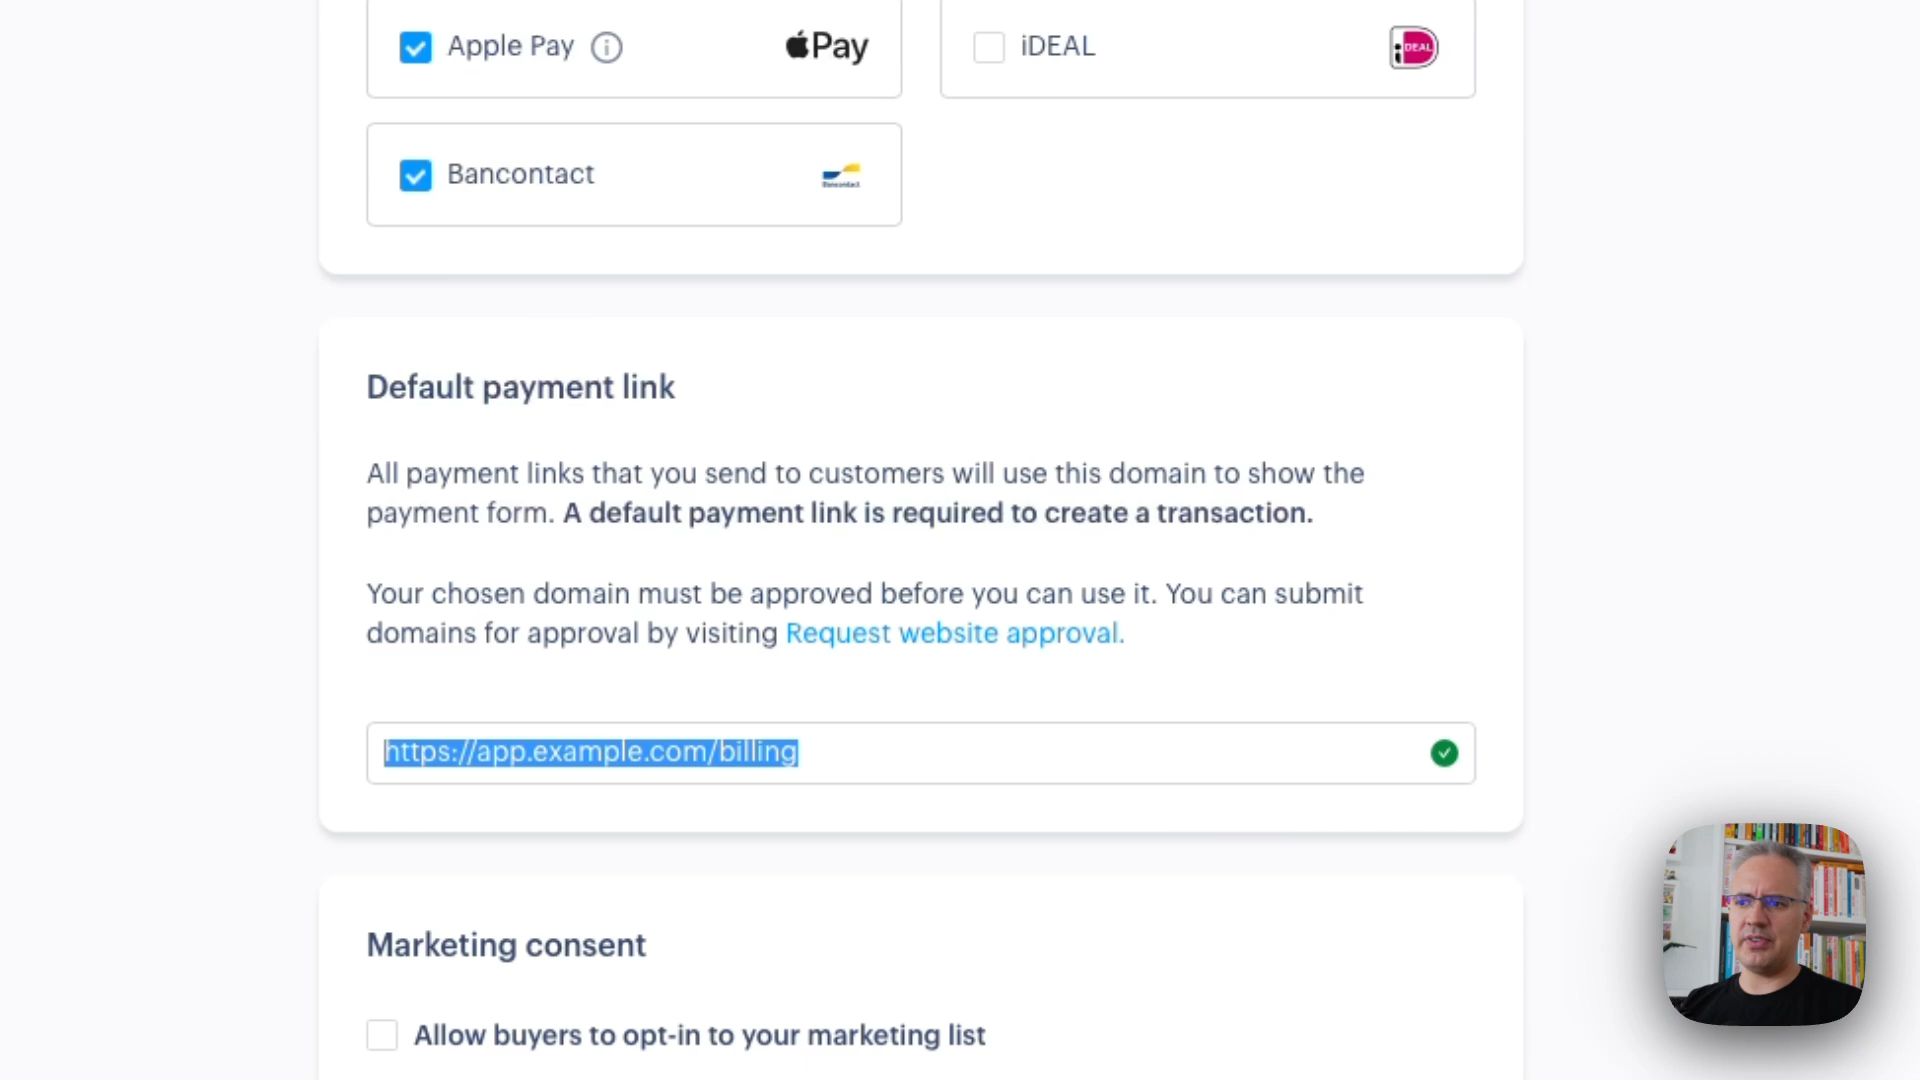 Apple Pay
Pay
iDEAL
iDEAL
Bancontact
Bancontact
Default payment link
All payment links that you send to customers will use this domain to show the
payment form. A default payment link is required to create a transaction.
Your chosen domain must be approved before you can use it. You can submit
domains for approval by visiting Request website approval.
https://app.example.com/billing
Marketing consent
Allow buyers to opt-in to your marketing list